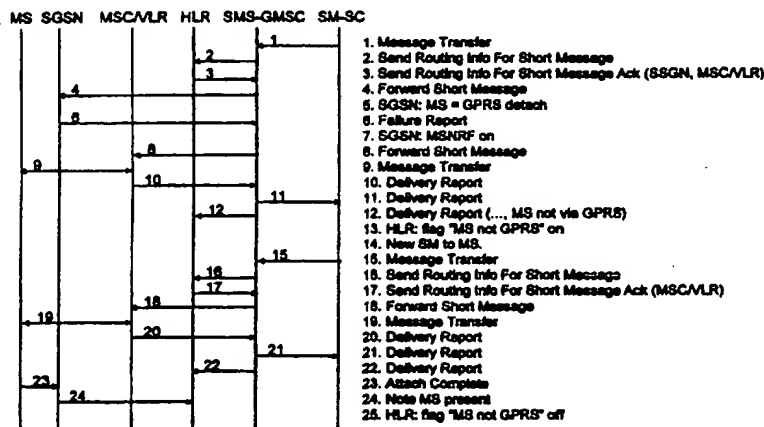 MS SGSN MSC/VLR HLR SMS-GMSC SM-SC
1
2
3
4
6
8
9
10
11
12
15
16
17
18
19
20
21
22
23
24
1. Message Transfer
2. Send Routing Info For Short Message
3. Send Routing Info For Short Message Ack (SSGN, MSC/VLR)
4. Forward Short Message
5. SGSN: MS = GPRS detach
6. Failure Report
7. SGSN: MSNRF on
8. Forward Short Message
9. Message Transfer
10. Delivery Report
11. Delivery Report
12. Delivery Report (..., MS not via GPRS)
13. HLR: flag "MS not GPRS" on
14. New SM to MS.
15. Message Transfer
16. Send Routing Info For Short Message
17. Send Routing Info For Short Message Ack (MSC/VLR)
18. Forward Short Message
19. Message Transfer
20. Delivery Report
21. Delivery Report
22. Delivery Report
23. Attach Complete
24. Note MS present
25. HLR: flag "MS not GPRS" off